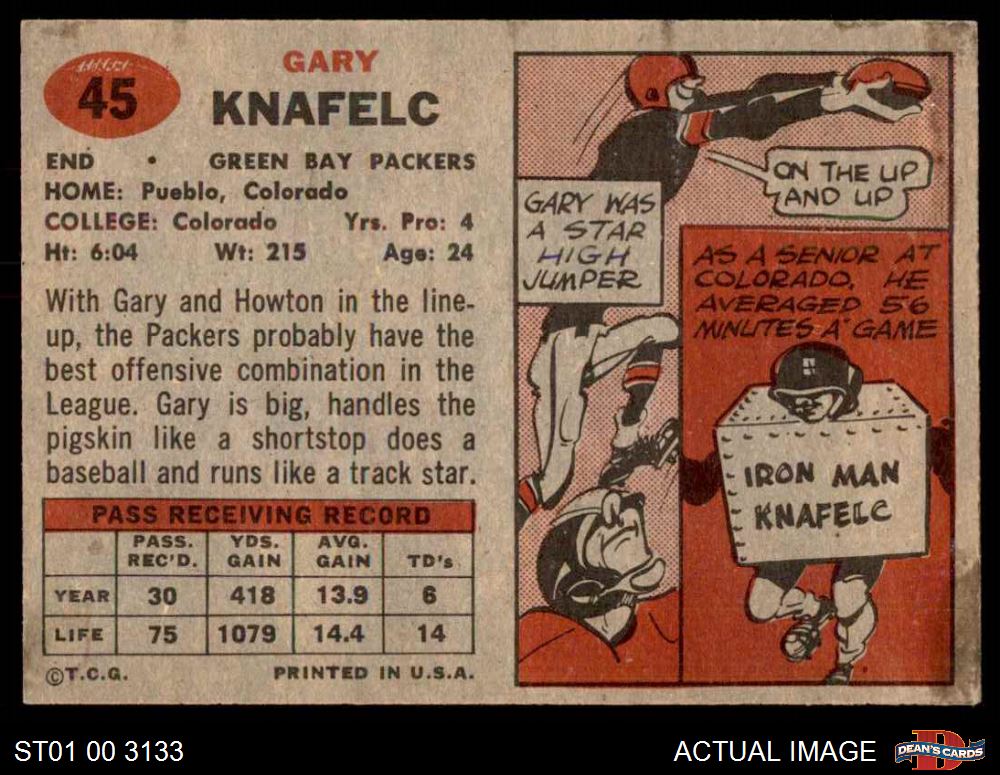 45
GARY
KNAFELC
END • GREEN BAY PACKERS
HOME: Pueblo, Colorado
COLLEGE: Colorado Yrs. Pro: 4
Ht: 6:04 Wt: 215 Age: 24
With Gary and Howton in the line-
up, the Packers probably have the
best offensive combination in the
League. Gary is big, handles the
pigskin like a shortstop does a
baseball and runs like a track star.
PASS RECEIVING RECORD
PASS. REC'D. YDS. GAIN AVG. GAIN TD's
YEAR 30 418 13.9 6
LIFE 75 1079 14.4 14
©T.C.G. PRINTED IN U.S.A.
ON THE UP
AND UP
GARY WAS
A STAR
HIGH
JUMPER
AS A SENIOR AT
COLORADO, HE
AVERAGED 56
MINUTES A GAME
IRON MAN
KNAFELC
ST01 00 3133
ACTUAL IMAGE
D
DEAN'S CARDS